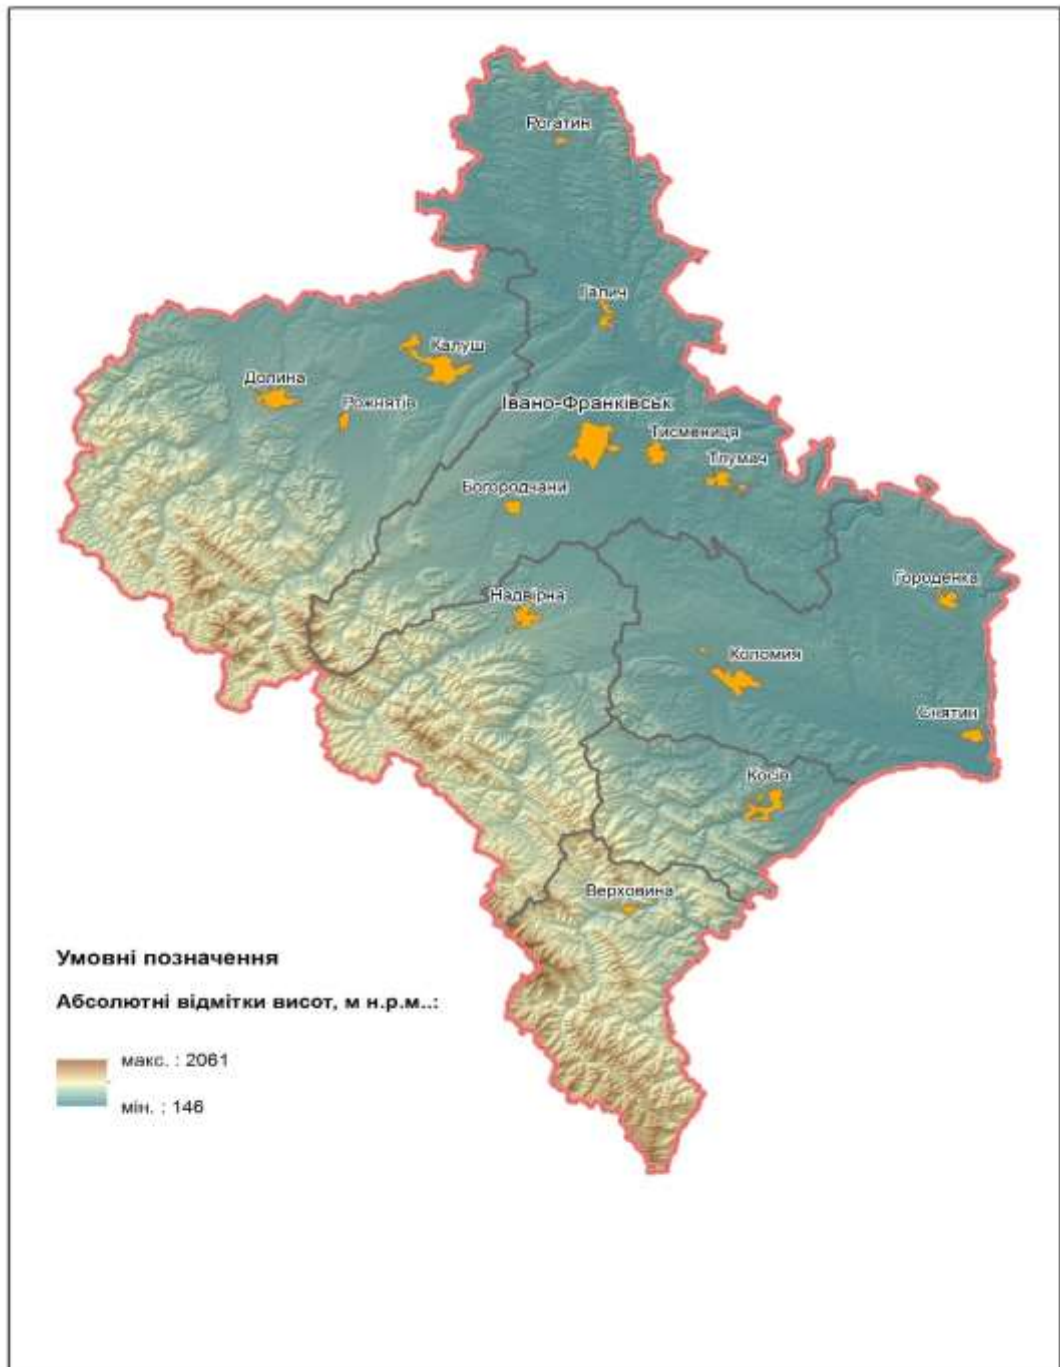 Рогатин
Галич
Калуш
Долина
Рожнятів
Івано-Франківськ
Тисмениця
Тлумач
Богородчани
Городенка
Надвірна
Коломия
Снятин
Косів
Верховина
Умовні позначення
Абсолютні відмітки висот, м н.р.м..:
макс. : 2061
мін. : 146